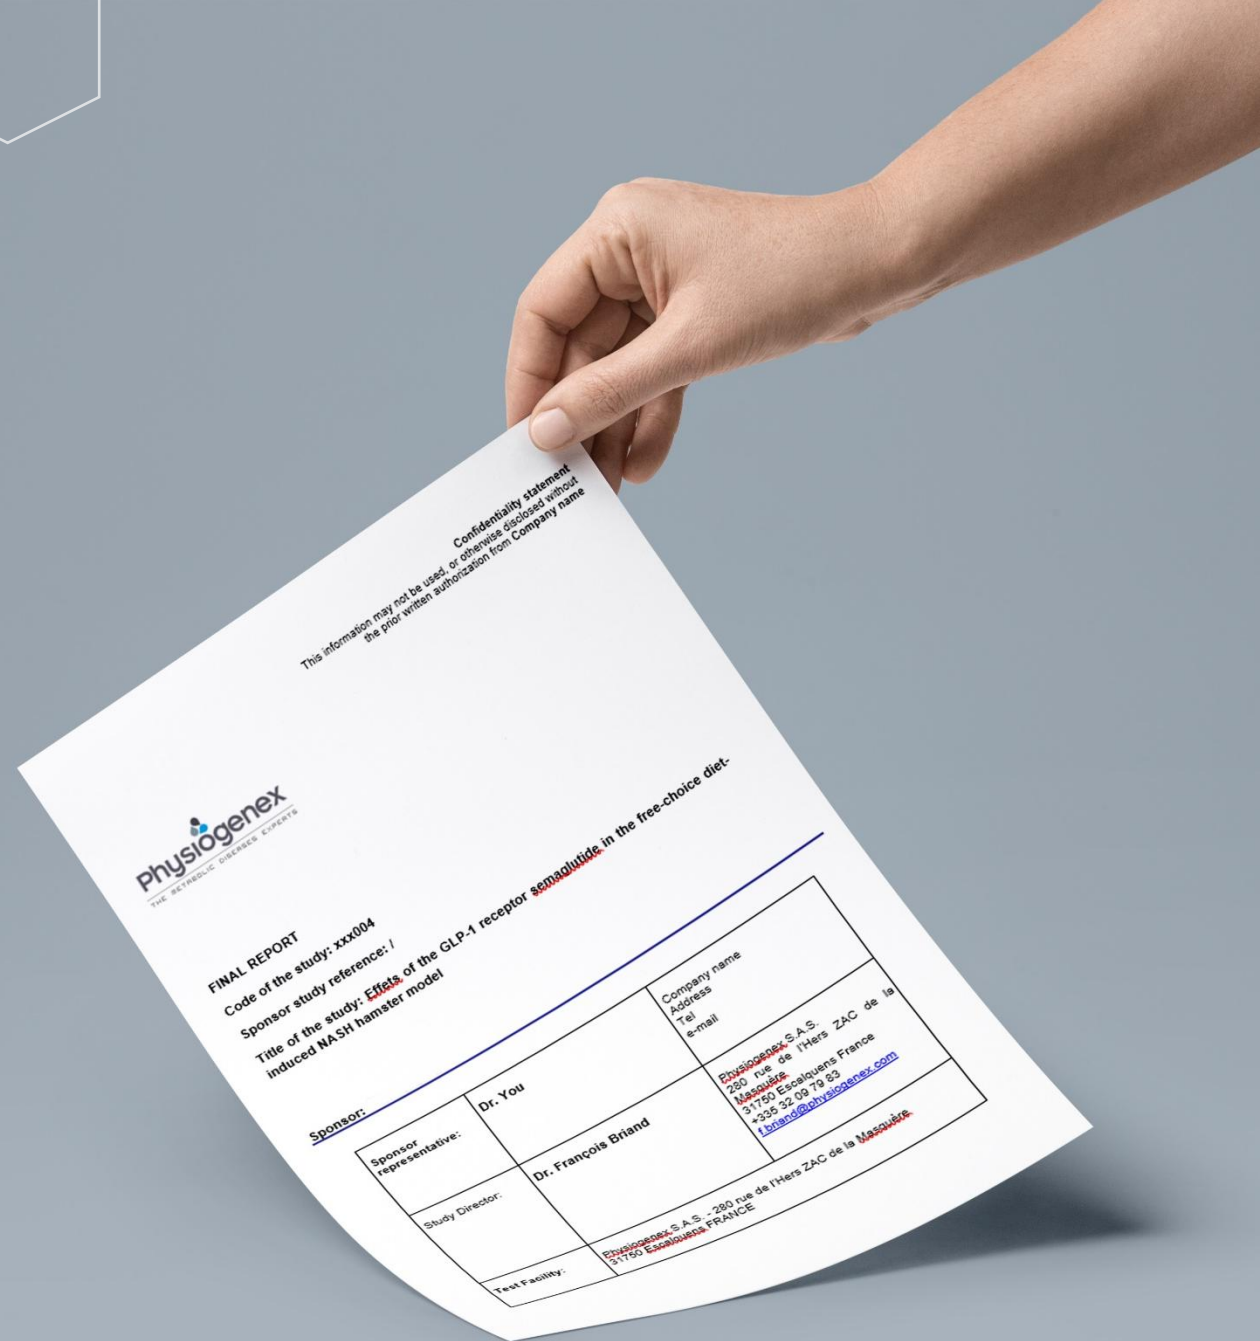 Confidentiality statement
This information may not be used, or otherwise disclosed without
the prior written authorization from Company name
Physiogenex
THE METABOLIC DISEASES EXPERTS
FINAL REPORT
Code of the study: xxx004
Sponsor study reference: /
Title of the study: Effets of the GLP-1 receptor semaglutide in the free-choice diet-
induced NASH hamster model
Sponsor:
Sponsor
representative:
Dr. You
Company name
Address
Tel
e-mail
Study Director:
Dr. François Briand
Physiogenex S.A.S.
280 rue de l'Hers ZAC de la
Masquère
31750 Escalquens France
+335 32 09 79 83
f.briand@physiogenex.com
Test Facility:
Physiogenex S.A.S. - 280 rue de l'Hers ZAC de la Masquère
31750 Escalquens FRANCE